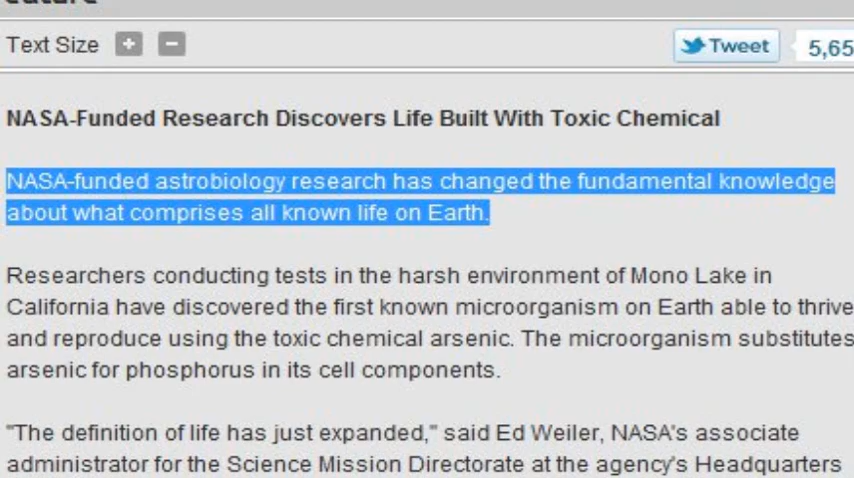 Text Size + -
Tweet 5,65
NASA-Funded Research Discovers Life Built With Toxic Chemical
NASA-funded astrobiology research has changed the fundamental knowledge
about what comprises all known life on Earth.
Researchers conducting tests in the harsh environment of Mono Lake in
California have discovered the first known microorganism on Earth able to thrive
and reproduce using the toxic chemical arsenic. The microorganism substitutes
arsenic for phosphorus in its cell components.
"The definition of life has just expanded," said Ed Weiler, NASA's associate
administrator for the Science Mission Directorate at the agency's Headquarters